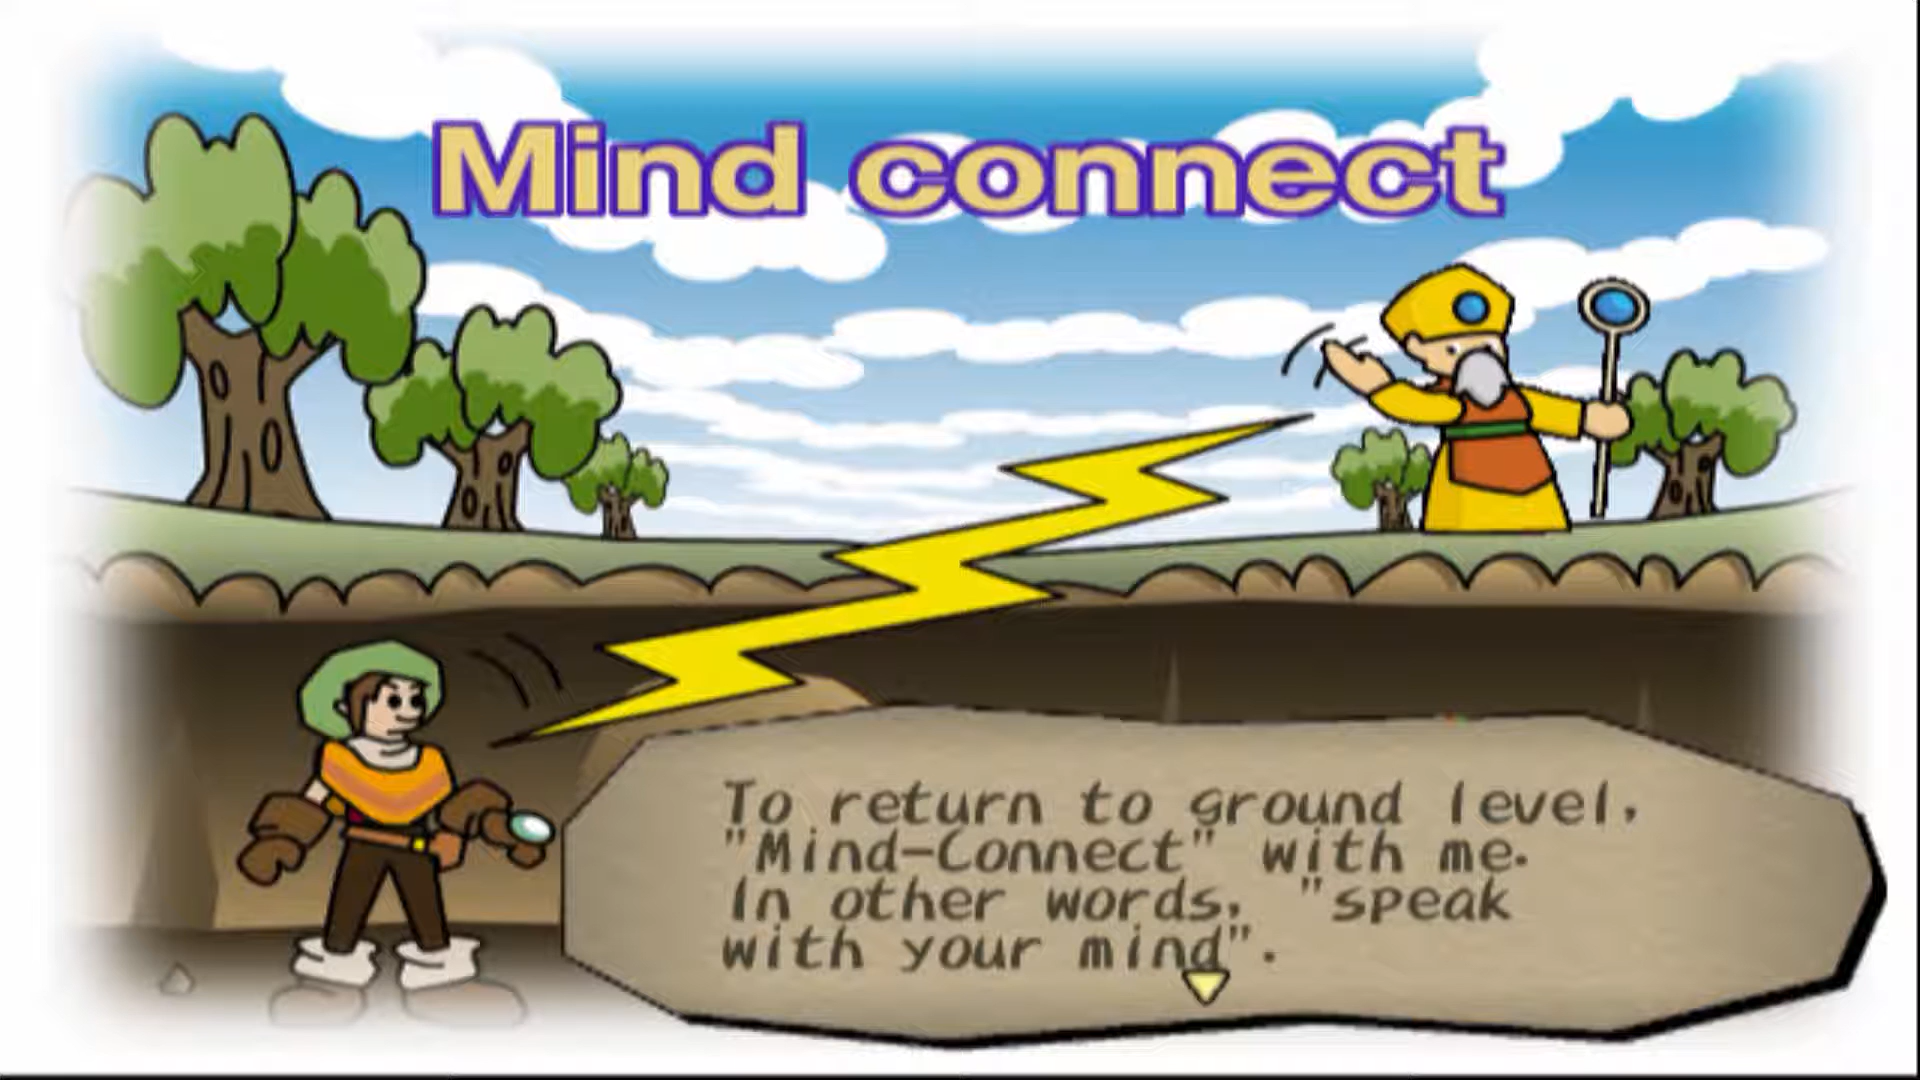 Mind connect
To return to ground level,
"Mind-Connect" with me.
In other words, "speak
with your mind".